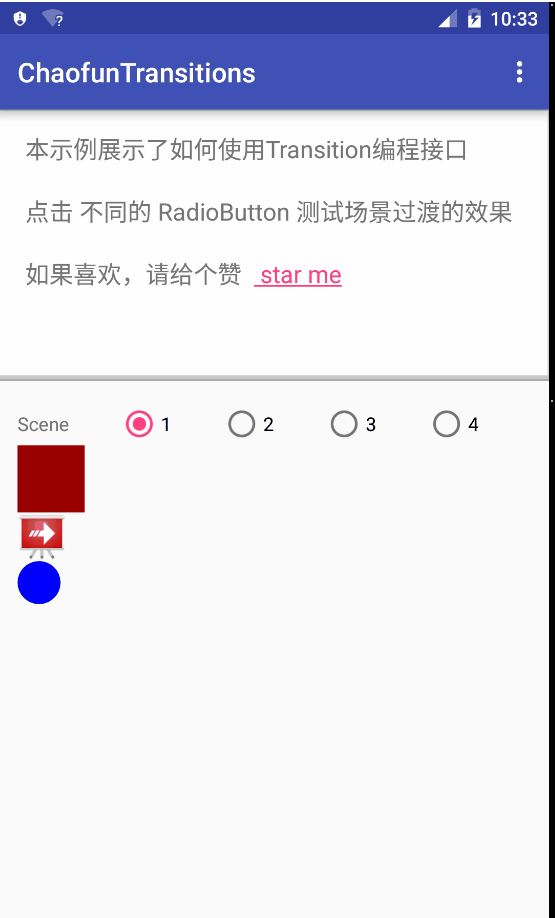 10:33
ChaofunTransitions
本示例展示了如何使用Transition编程接口
点击 不同的 RadioButton 测试场景过渡的效果
如果喜欢，请给个赞 star me
Scene 1 2 3 4